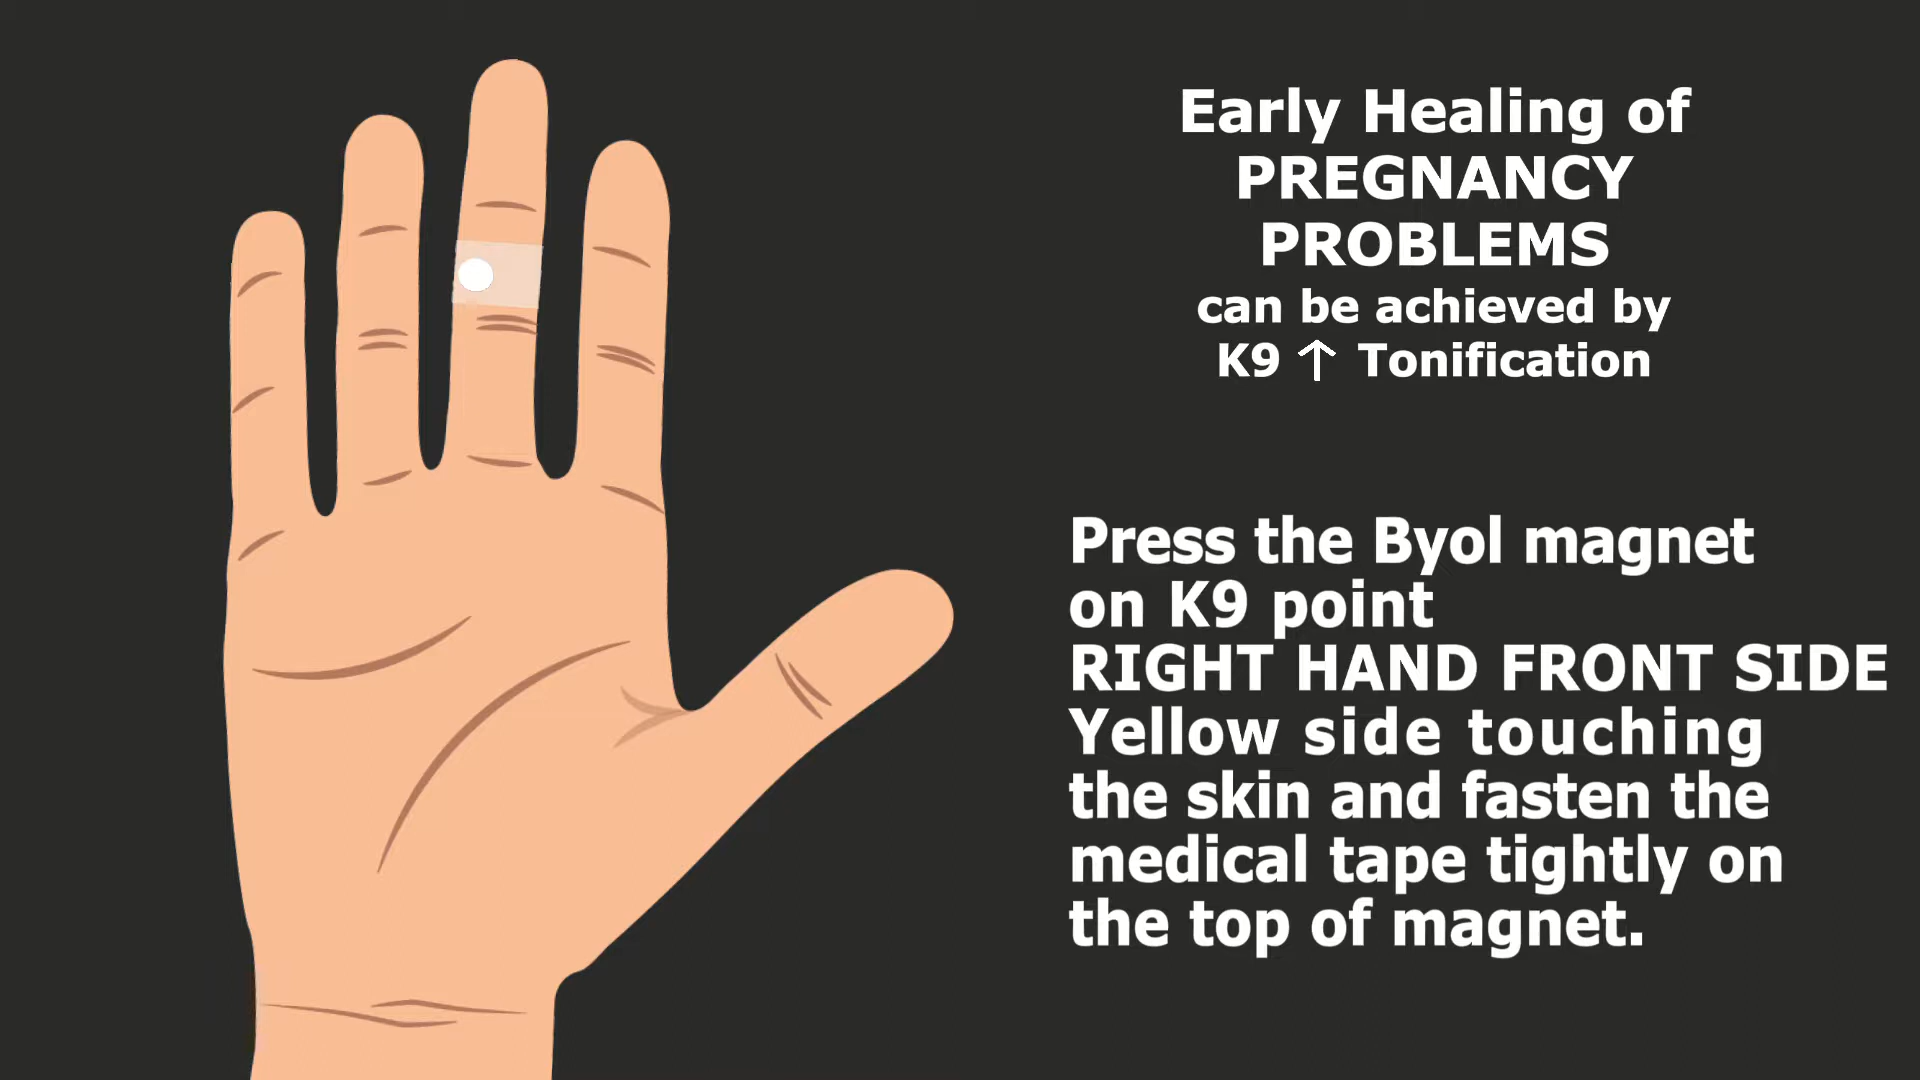 Early Healing of
PREGNANCY
PROBLEMS
can be achieved by
K9 ↑ Tonification
Press the Byol magnet
on K9 point
RIGHT HAND FRONT SIDE
Yellow side touching
the skin and fasten the
medical tape tightly on
the top of magnet.